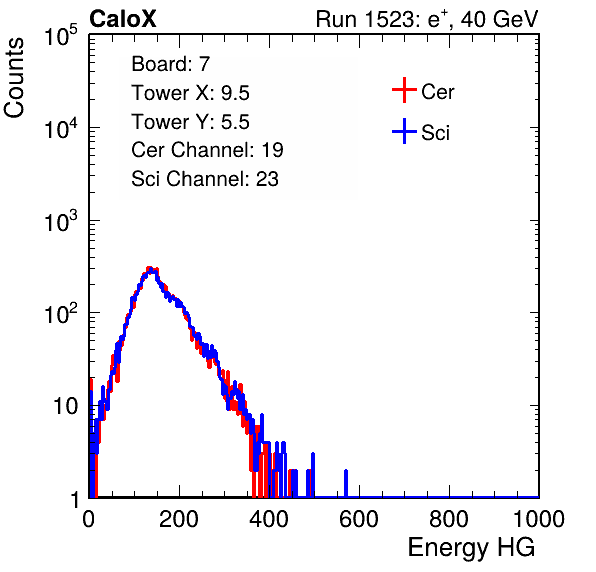 CaloX Run 1523: e⁺, 40 GeV
Counts
Board: 7
Tower X: 9.5
Tower Y: 5.5
Cer Channel: 19
Sci Channel: 23
Cer
Sci
10⁵
10⁴
10³
10²
10
1
0 200 400 600 800 1000
Energy HG